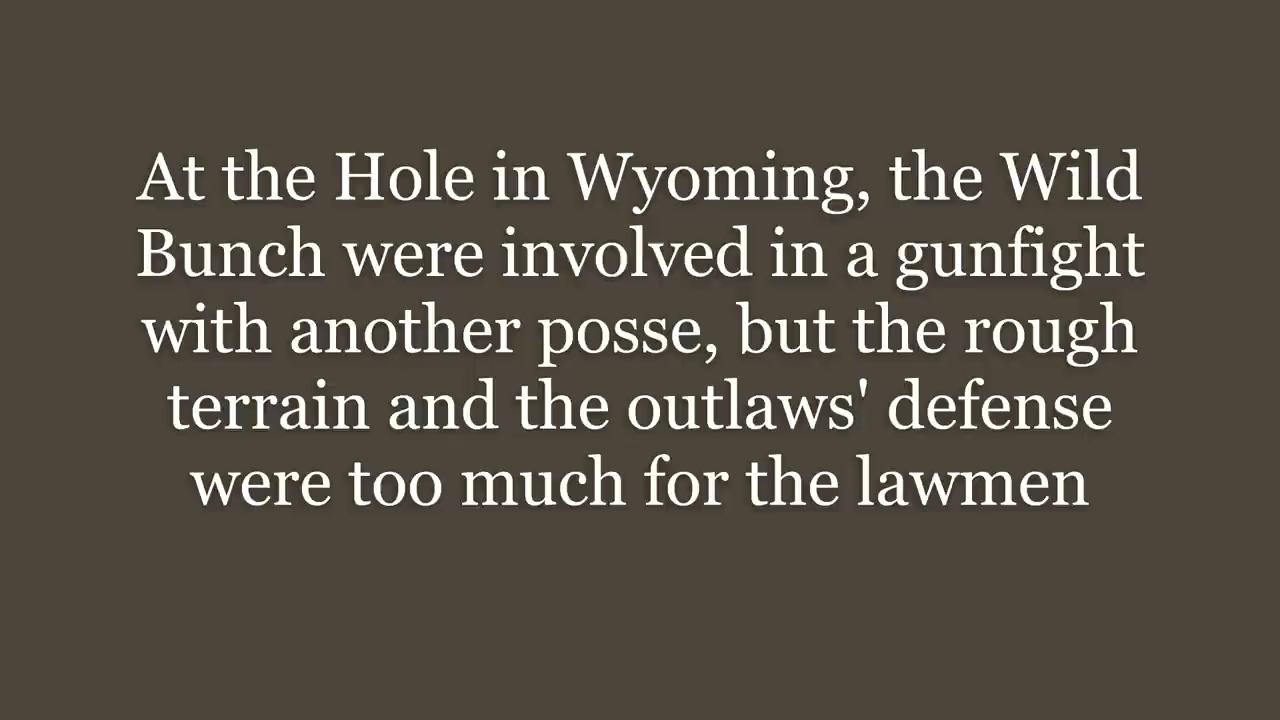 At the Hole in Wyoming, the Wild
Bunch were involved in a gunfight
with another posse, but the rough
terrain and the outlaws' defense
were too much for the lawmen